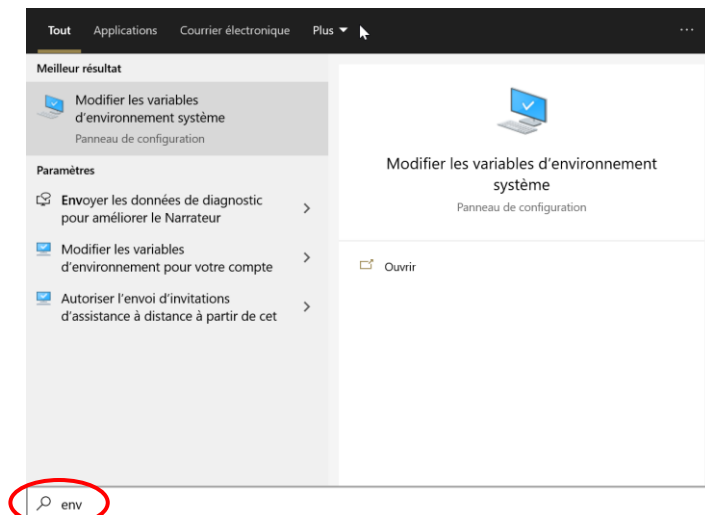 Tout Applications Courrier électronique Plus ...
Meilleur résultat
Modifier les variables
d'environnement système
Panneau de configuration
Paramètres
Envoyer les données de diagnostic
pour améliorer le Narrateur
Modifier les variables
d'environnement pour votre compte
Autoriser l'envoi d'invitations
d'assistance à distance à partir de cet
Modifier les variables d'environnement
système
Panneau de configuration
Ouvrir
env